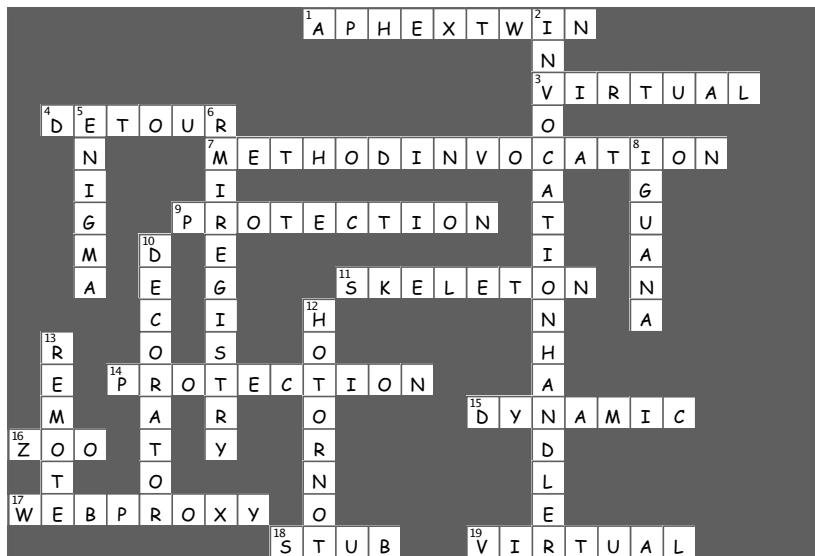 1 APHEXTWIN
2 INVOCATIONHANDLER
3 VIRTUAL
4 DETOUR
5 ENIGMA
6 RMIREGISTRY
7 METHODINVOCATION
8 IGUANA
9 PROTECTION
10 DECORATOR
11 SKELETON
12 HOTORNOT
13 REMOTE
14 PROTECTION
15 DYNAMIC
16 ZOO
17 WEBPROXY
18 STUB
19 VIRTUAL